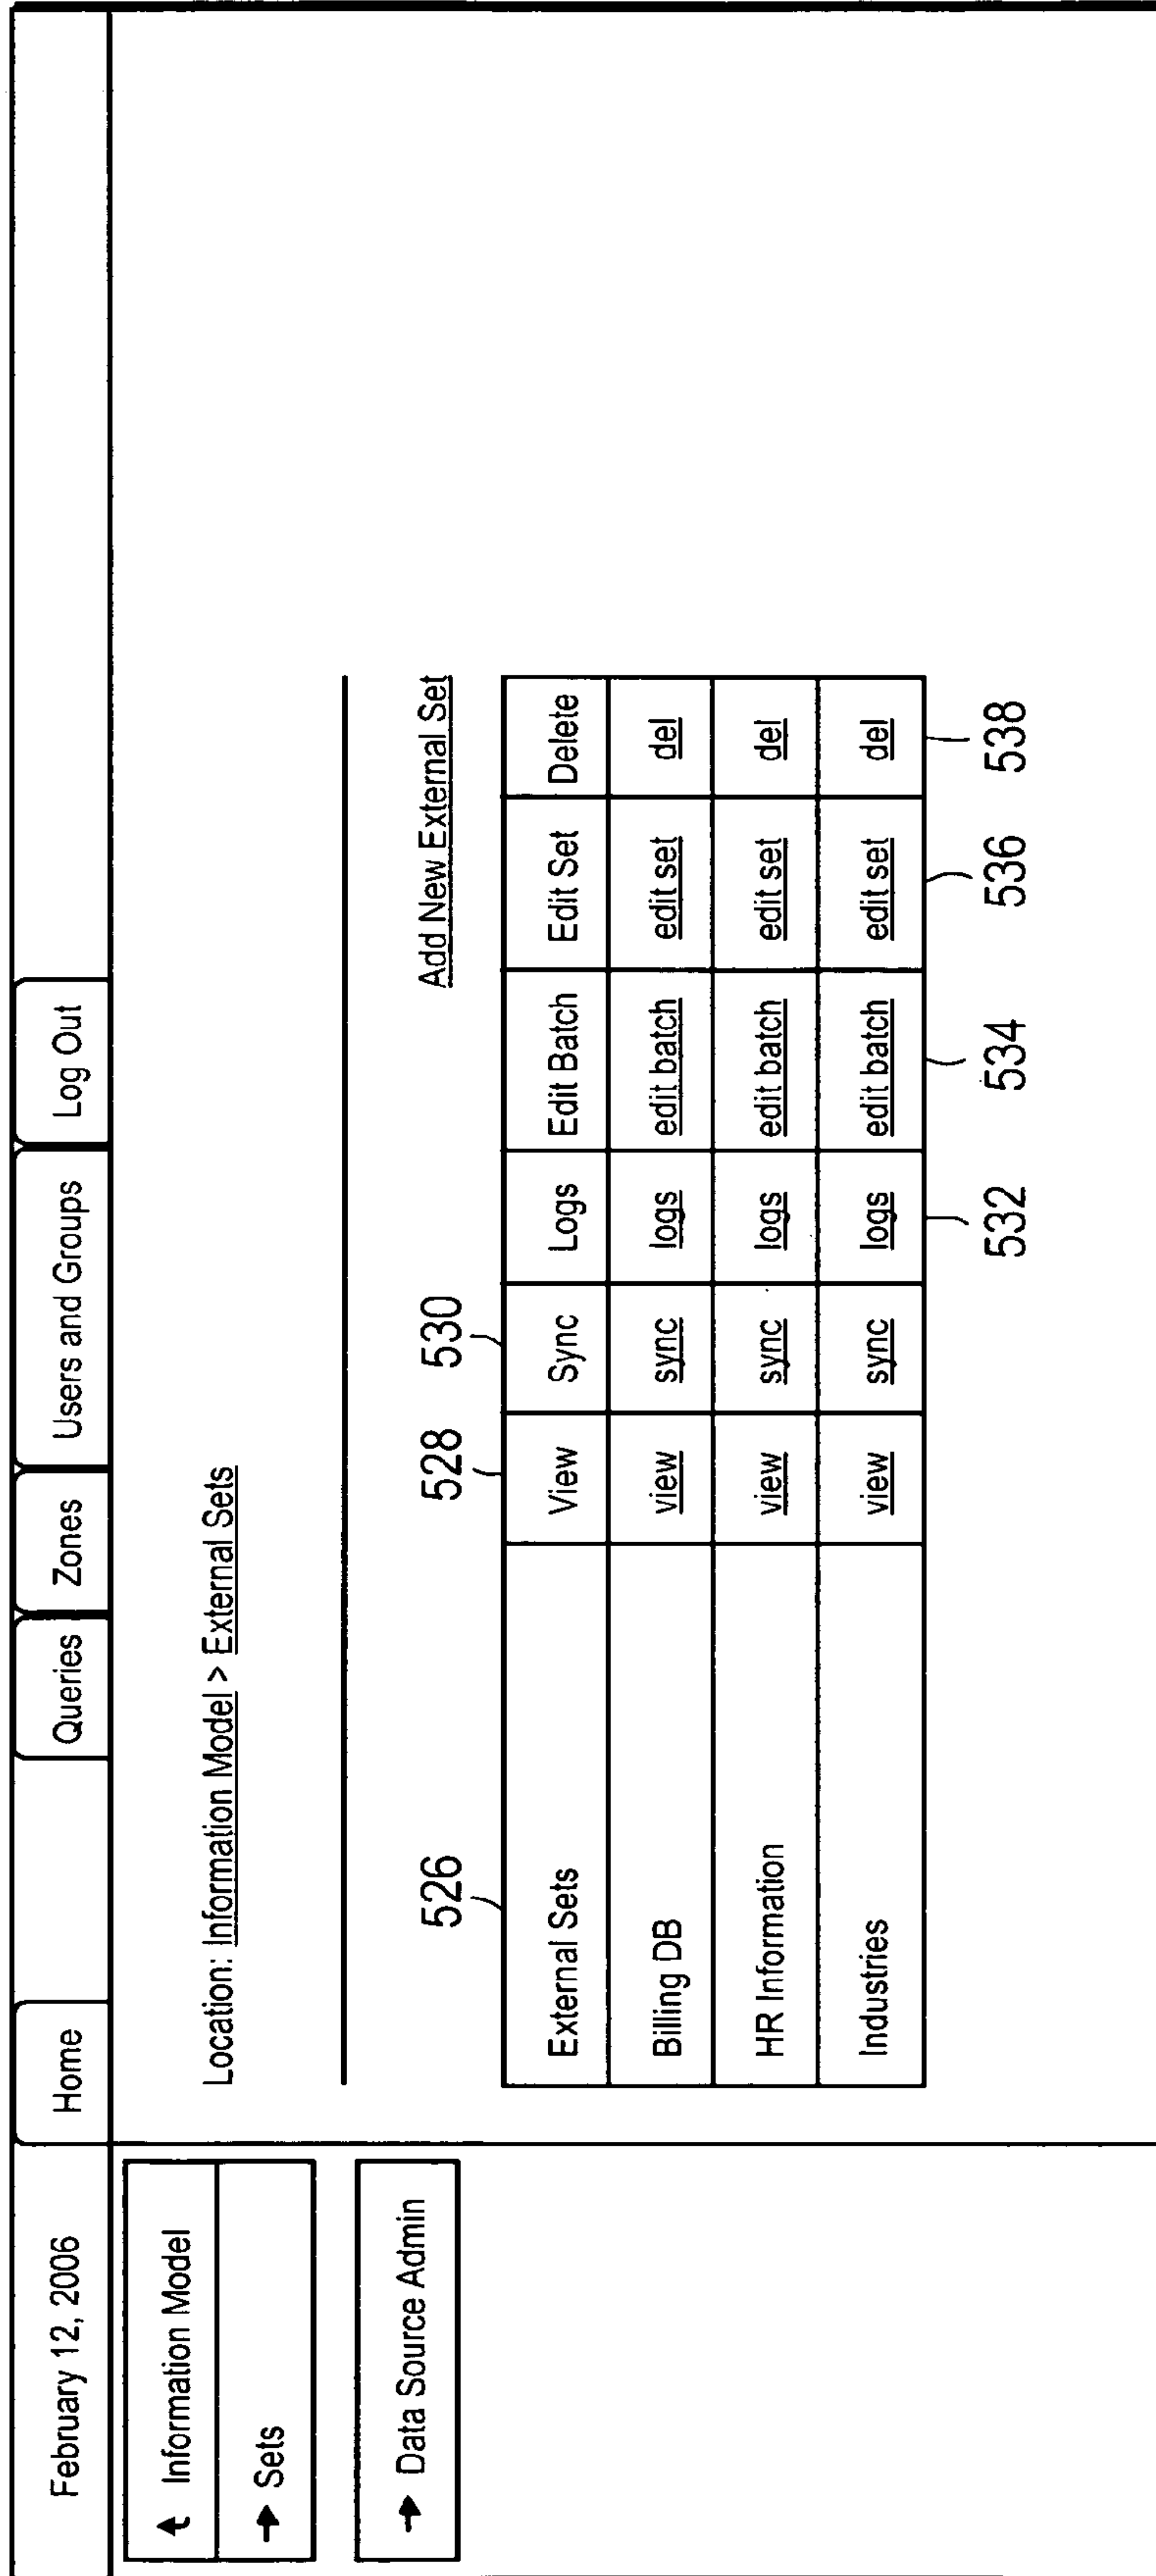 February 12, 2006 Home Queries Zones Users and Groups Log Out
Information Model
Sets
Data Source Admin
Location: Information Model > External Sets
Add New External Set
526 528 530
External Sets View Sync Logs Edit Batch Edit Set Delete
Billing DB view sync logs edit batch edit set del
HR Information view sync logs edit batch edit set del
Industries view sync logs edit batch edit set del
532 534 536 538